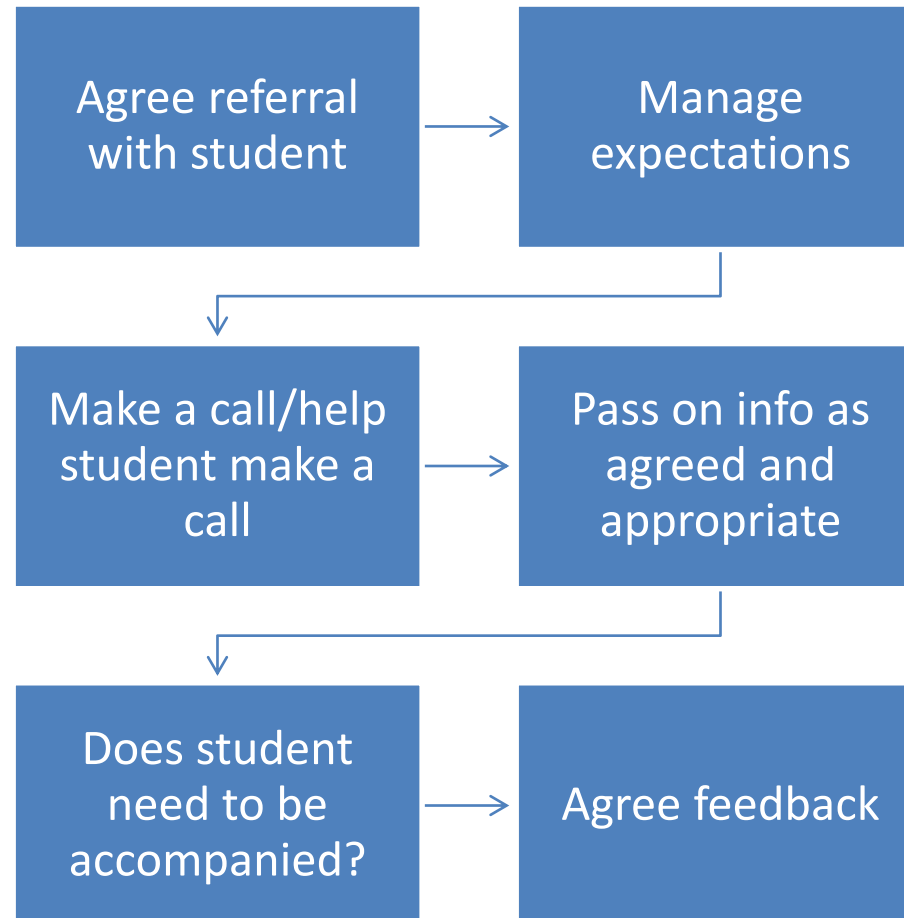 Agree referral
with student
Manage
expectations
Make a call/help
student make a
call
Pass on info as
agreed and
appropriate
Does student
need to be
accompanied?
Agree feedback